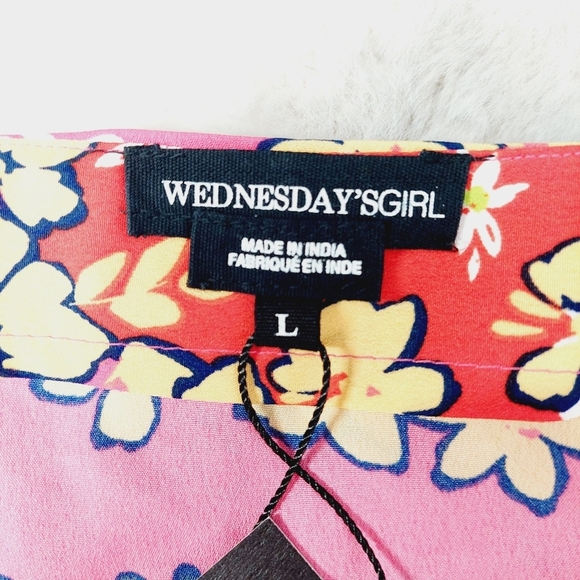 WEDNESDAY'SGIRL
MADE IN INDIA
FABRIQUÉ EN INDE
L